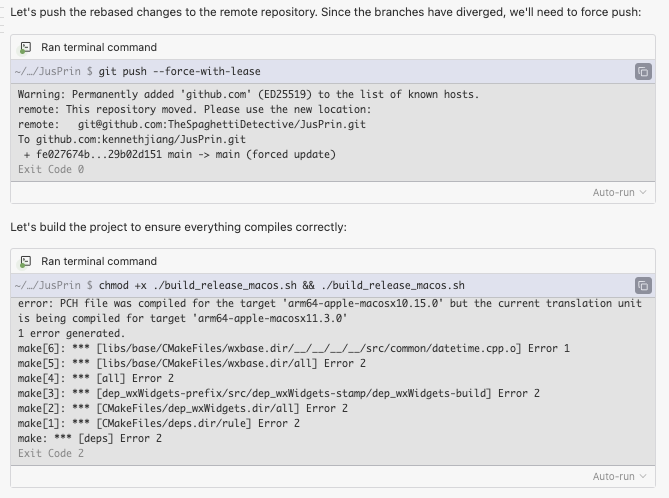 Let's push the rebased changes to the remote repository. Since the branches have diverged, we'll need to force push:
Ran terminal command
~/…/JusPrin $ git push --force-with-lease
Warning: Permanently added 'github.com' (ED25519) to the list of known hosts.
remote: This repository moved. Please use the new location:
remote:   git@github.com:TheSpaghettiDetective/JusPrin.git
To github.com:kennethjiang/JusPrin.git
 + fe027674b...29b02d151 main -> main (forced update)
Exit Code 0
Auto-run
Let's build the project to ensure everything compiles correctly:
Ran terminal command
~/…/JusPrin $ chmod +x ./build_release_macos.sh && ./build_release_macos.sh
error: PCH file was compiled for the target 'arm64-apple-macosx10.15.0' but the current translation unit
is being compiled for target 'arm64-apple-macosx11.3.0'
1 error generated.
make[6]: *** [libs/base/CMakeFiles/wxbase.dir/__/__/__/__/src/common/datetime.cpp.o] Error 1
make[5]: *** [libs/base/CMakeFiles/wxbase.dir/all] Error 2
make[4]: *** [all] Error 2
make[3]: *** [dep_wxWidgets-prefix/src/dep_wxWidgets-stamp/dep_wxWidgets-build] Error 2
make[2]: *** [CMakeFiles/dep_wxWidgets.dir/all] Error 2
make[1]: *** [CMakeFiles/deps.dir/rule] Error 2
make: *** [deps] Error 2
Exit Code 2
Auto-run